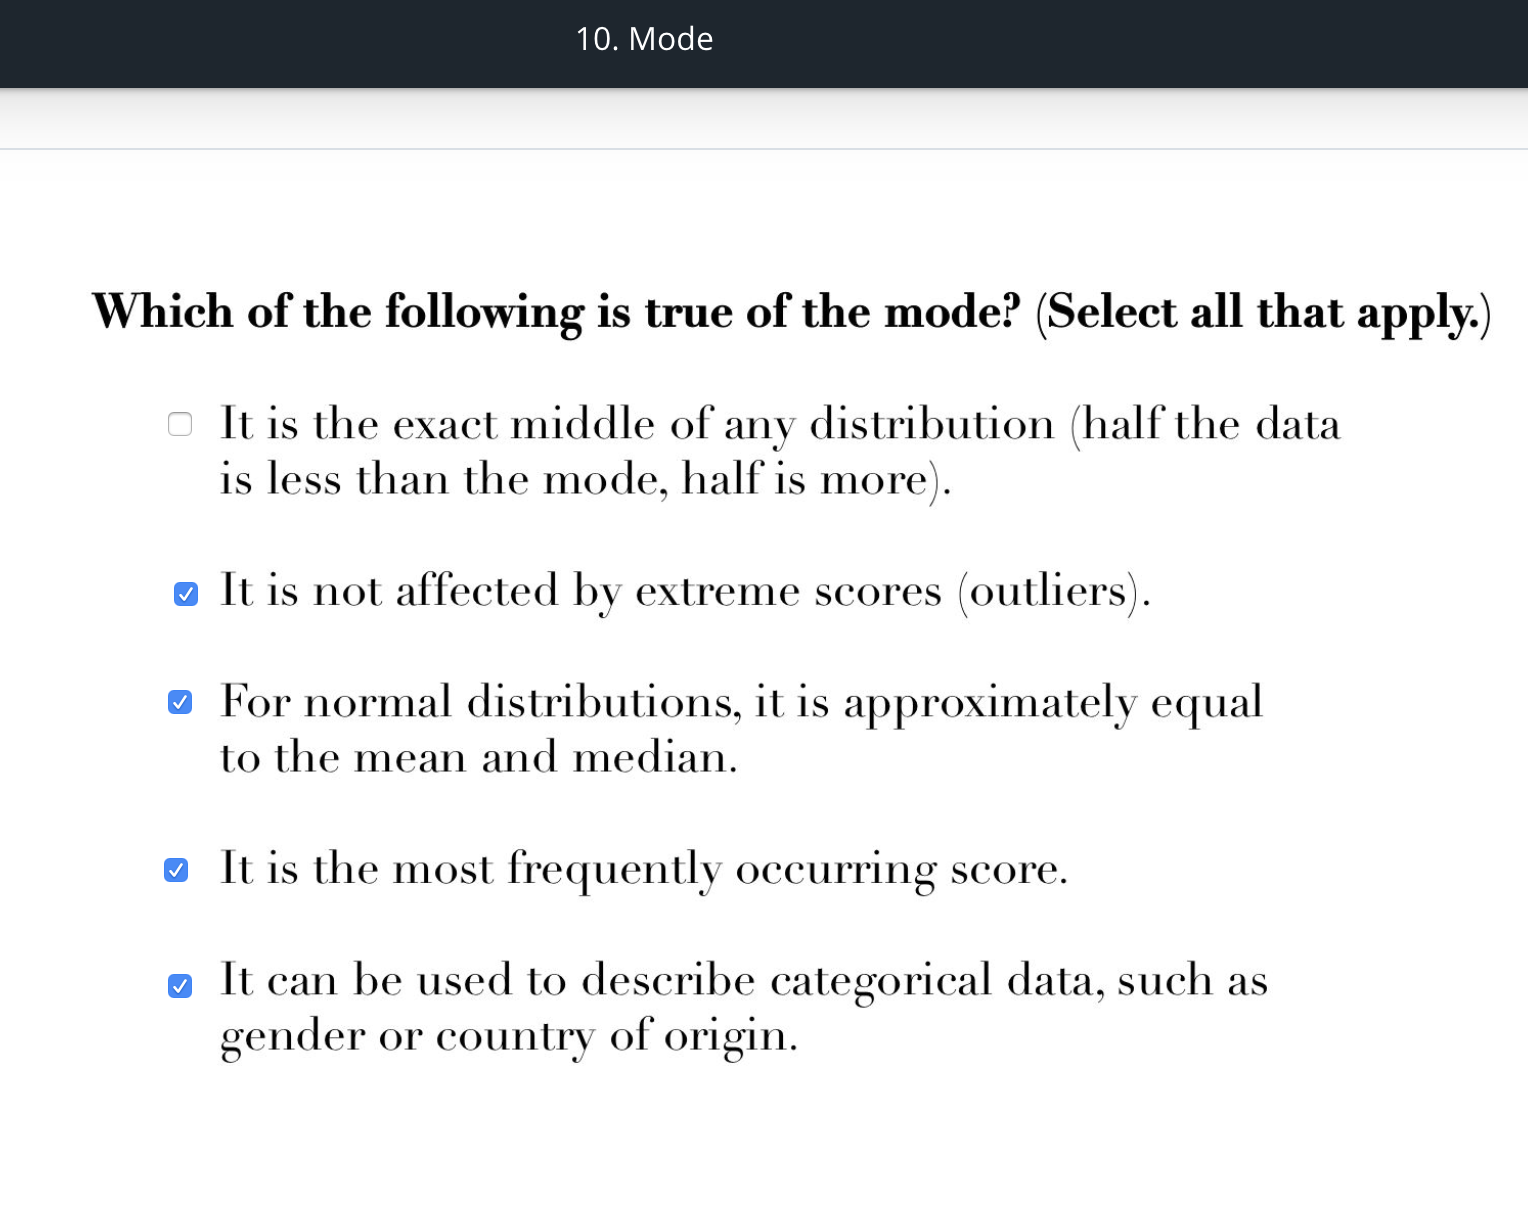 10. Mode
Which of the following is true of the mode? (Select all that apply.)
It is the exact middle of any distribution (half the data
is less than the mode, half is more).
It is not affected by extreme scores (outliers).
For normal distributions, it is approximately equal
to the mean and median.
It is the most frequently occurring score.
It can be used to describe categorical data, such as
gender or country of origin.